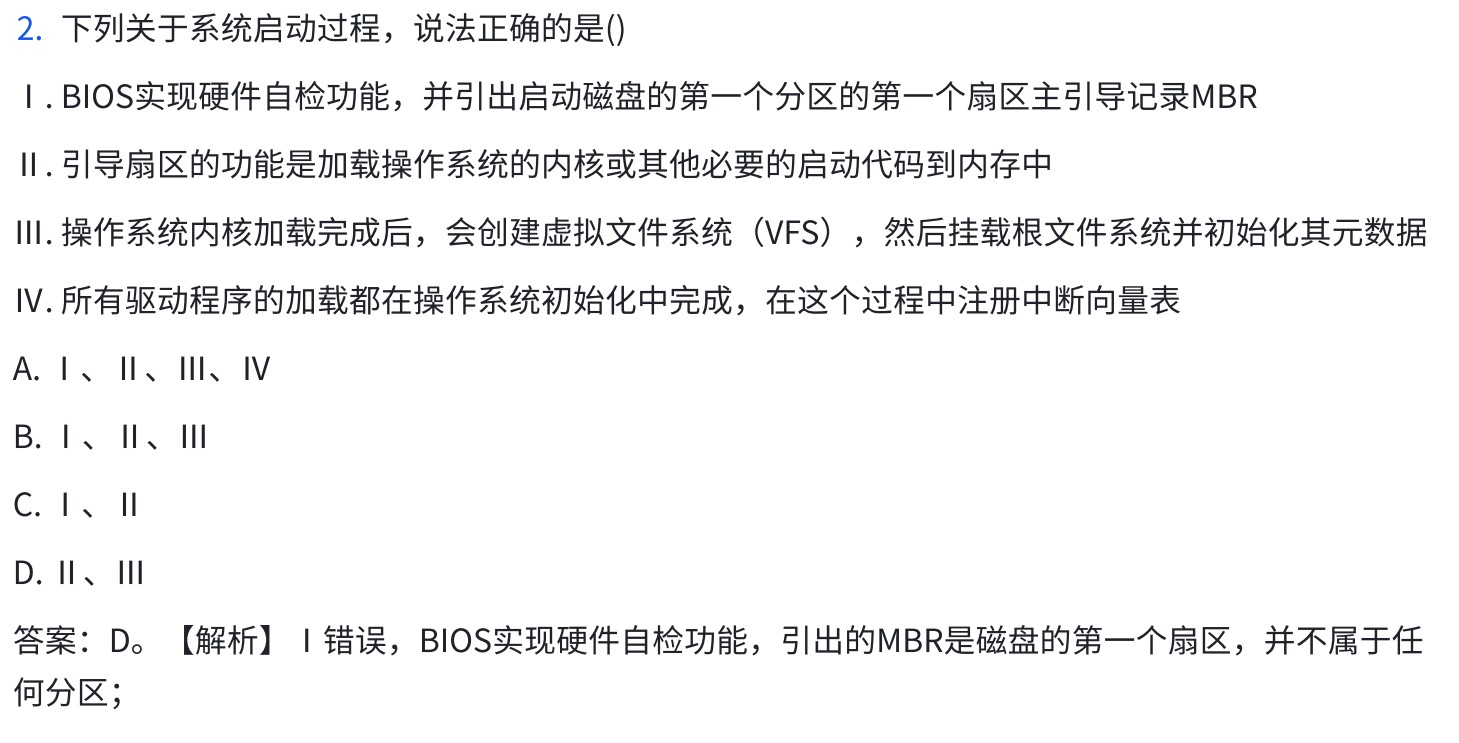 2. 下列关于系统启动过程，说法正确的是()
Ⅰ. BIOS实现硬件自检功能，并引出启动磁盘的第一个分区的第一个扇区主引导记录MBR
Ⅱ. 引导扇区的功能是加载操作系统的内核或其他必要的启动代码到内存中
Ⅲ. 操作系统内核加载完成后，会创建虚拟文件系统（VFS），然后挂载根文件系统并初始化其元数据
Ⅳ. 所有驱动程序的加载都在操作系统初始化中完成，在这个过程中注册中断向量表
A. Ⅰ、Ⅱ、Ⅲ、Ⅳ
B. Ⅰ、Ⅱ、Ⅲ
C. Ⅰ、Ⅱ
D. Ⅱ、Ⅲ
答案：D。【解析】Ⅰ错误，BIOS实现硬件自检功能，引出的MBR是磁盘的第一个扇区，并不属于任
何分区；